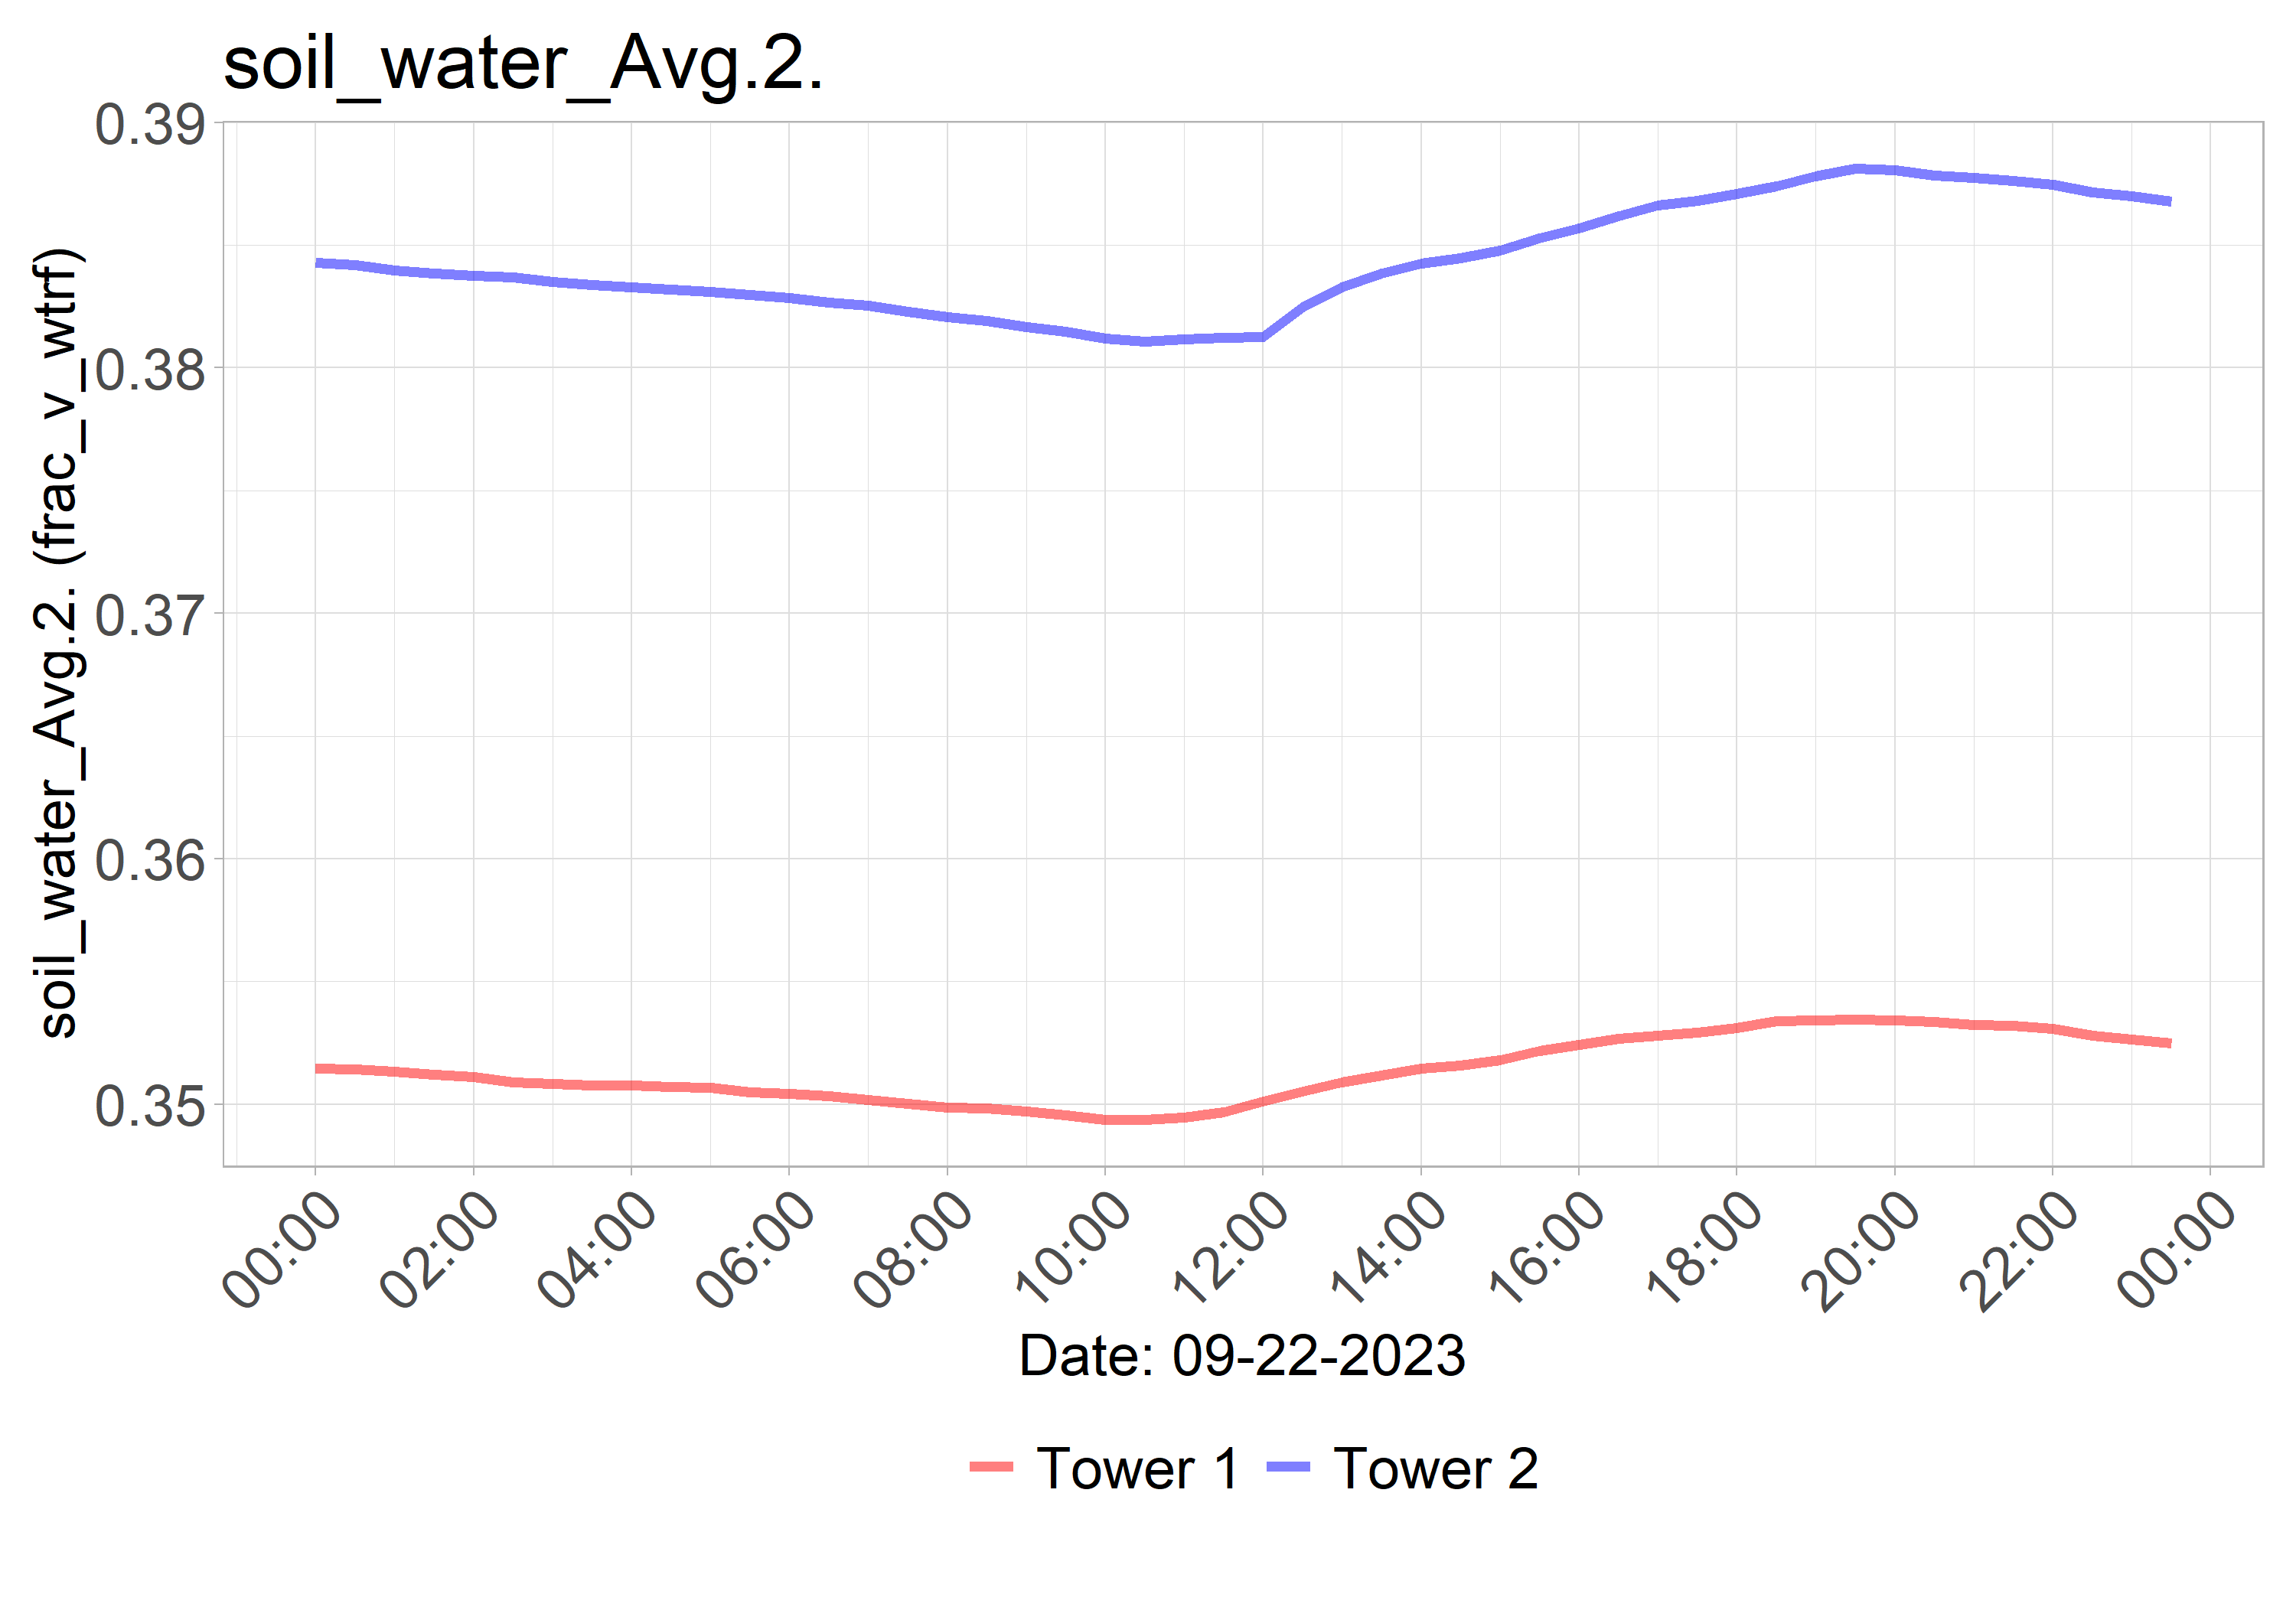 soil_water_Avg.2.
soil_water_Avg.2. (frac_v_wtrf)
0.39
0.38
0.37
0.36
0.35
00:00 02:00 04:00 06:00 08:00 10:00 12:00 14:00 16:00 18:00 20:00 22:00 00:00
Date: 09-22-2023
Tower 1 Tower 2